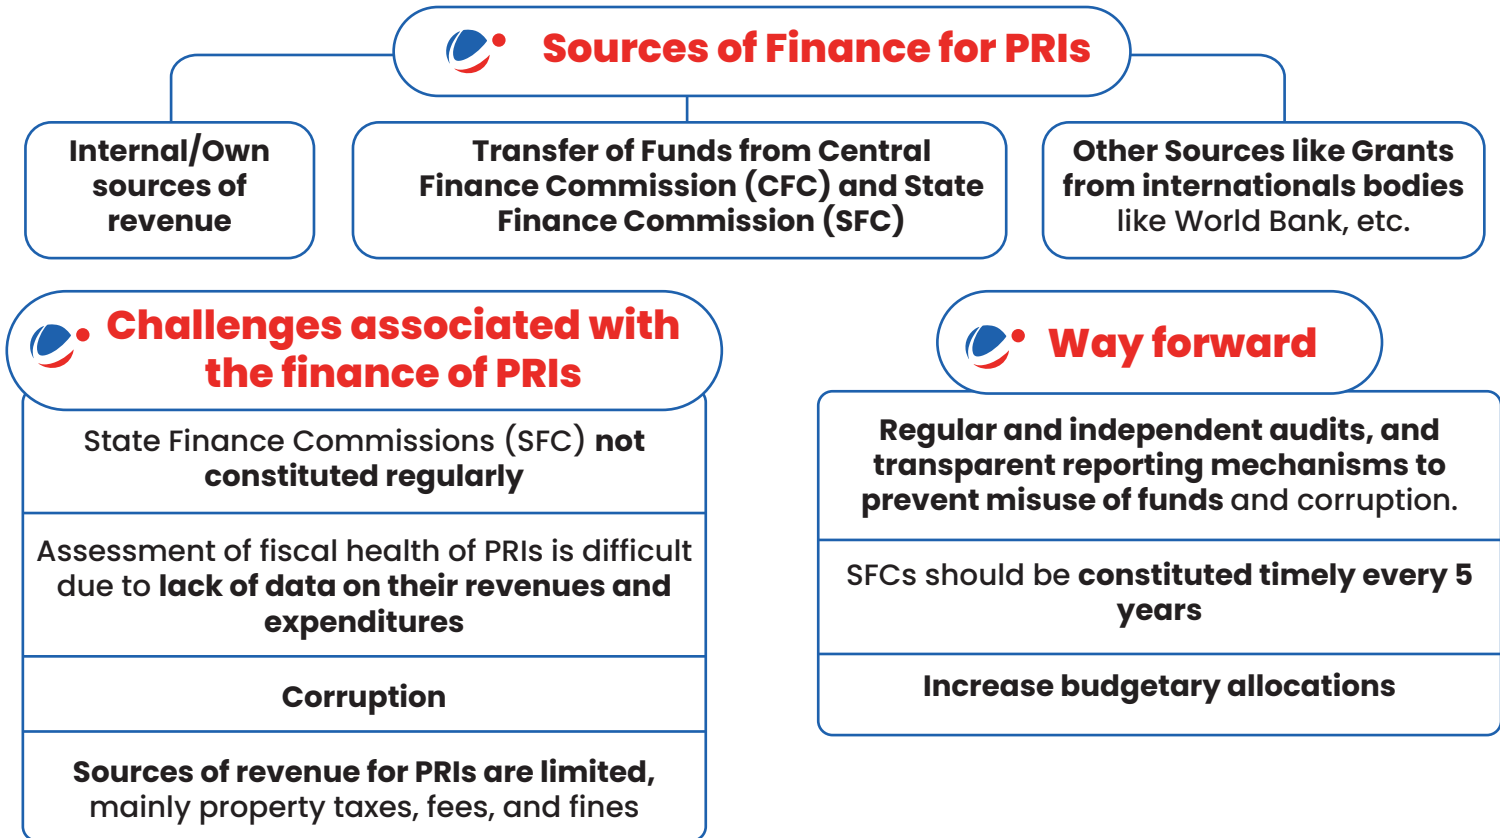 Sources of Finance for PRIs
Internal/Own
sources of
revenue
Transfer of Funds from Central
Finance Commission (CFC) and State
Finance Commission (SFC)
Other Sources like Grants
from internationals bodies
like World Bank, etc.
Challenges associated with
the finance of PRIs
State Finance Commissions (SFC) not
constituted regularly
Assessment of fiscal health of PRIs is difficult
due to lack of data on their revenues and
expenditures
Corruption
Sources of revenue for PRIs are limited,
mainly property taxes, fees, and fines
Way forward
Regular and independent audits, and
transparent reporting mechanisms to
prevent misuse of funds and corruption.
SFCs should be constituted timely every 5
years
Increase budgetary allocations